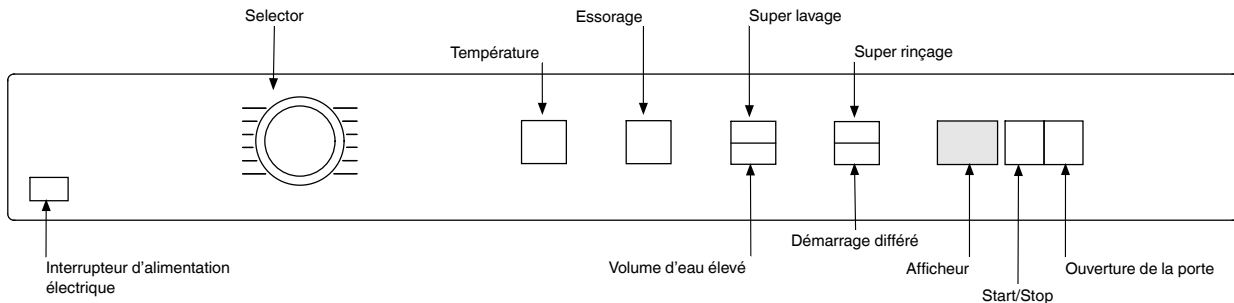 Selector
Essorage
Super lavage
Température
Super rinçage
Démarrage différé
Interrupteur d'alimentation
électrique
Volume d'eau élevé
Afficheur
Ouverture de la porte
Start/Stop